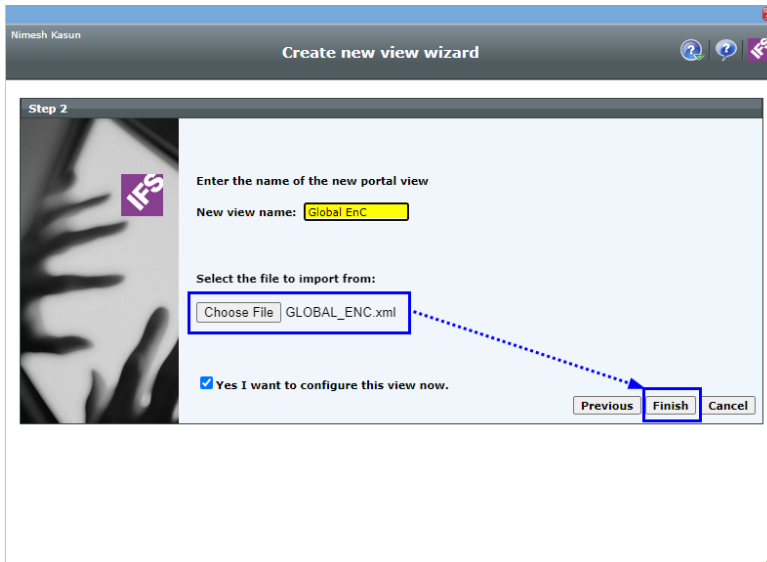 Nimesh Kasun
Create new view wizard
IFS
Step 2
IFS
Enter the name of the new portal view
New view name: Global EnC
Select the file to import from:
Choose File GLOBAL_ENC.xml
Yes I want to configure this view now.
Previous Finish Cancel